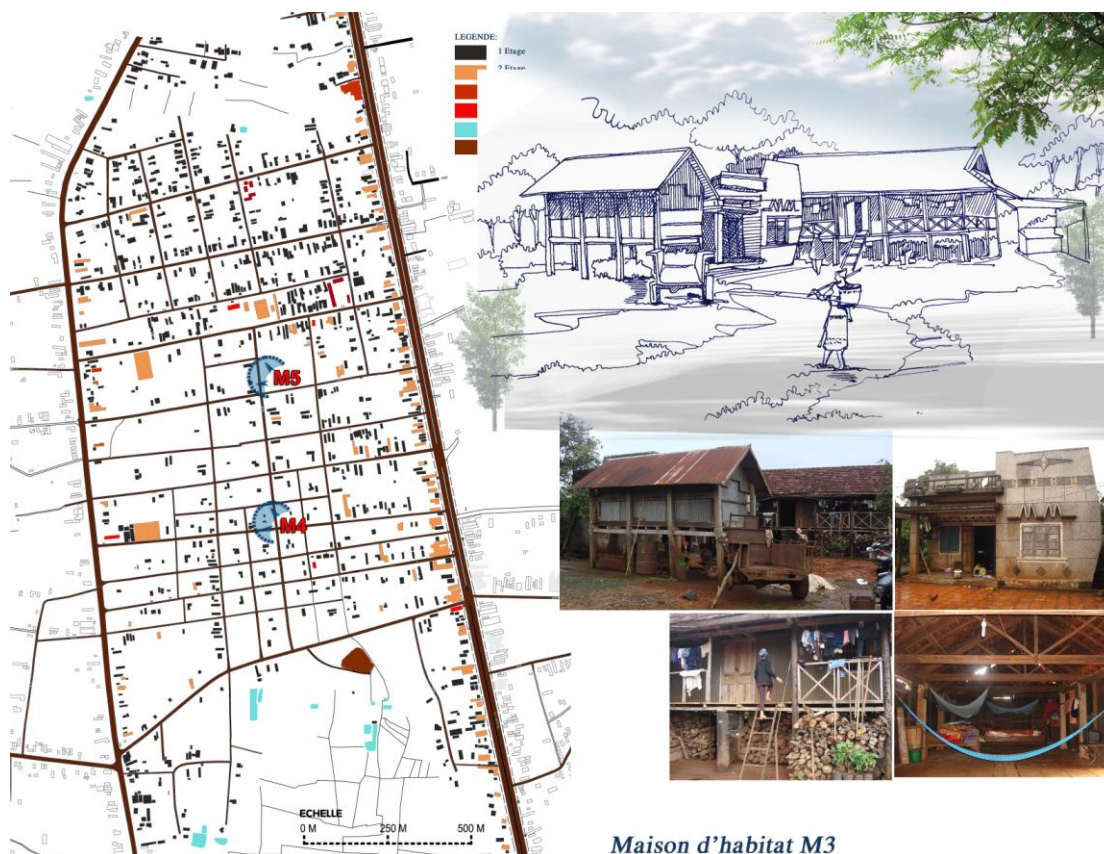 LEGENDE:
1 Etage
2 Etage
M5
M4
ECHELLE
0 M 250 M 500 M
Maison d'habitat M3